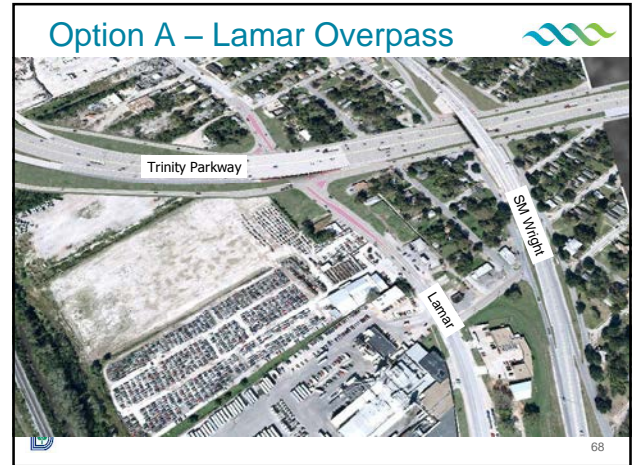 Option A – Lamar Overpass
Trinity Parkway
SM Wright
Lamar
68